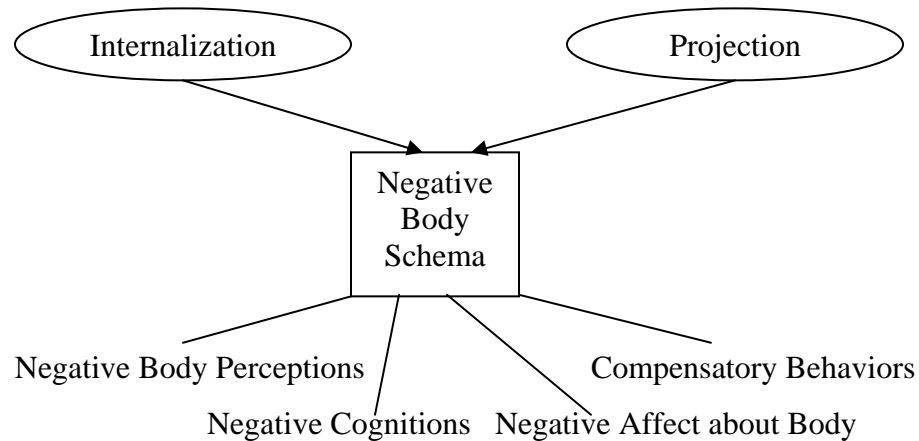 Internalization
Projection
Negative
Body
Schema
Negative Body Perceptions
Compensatory Behaviors
Negative Cognitions
Negative Affect about Body